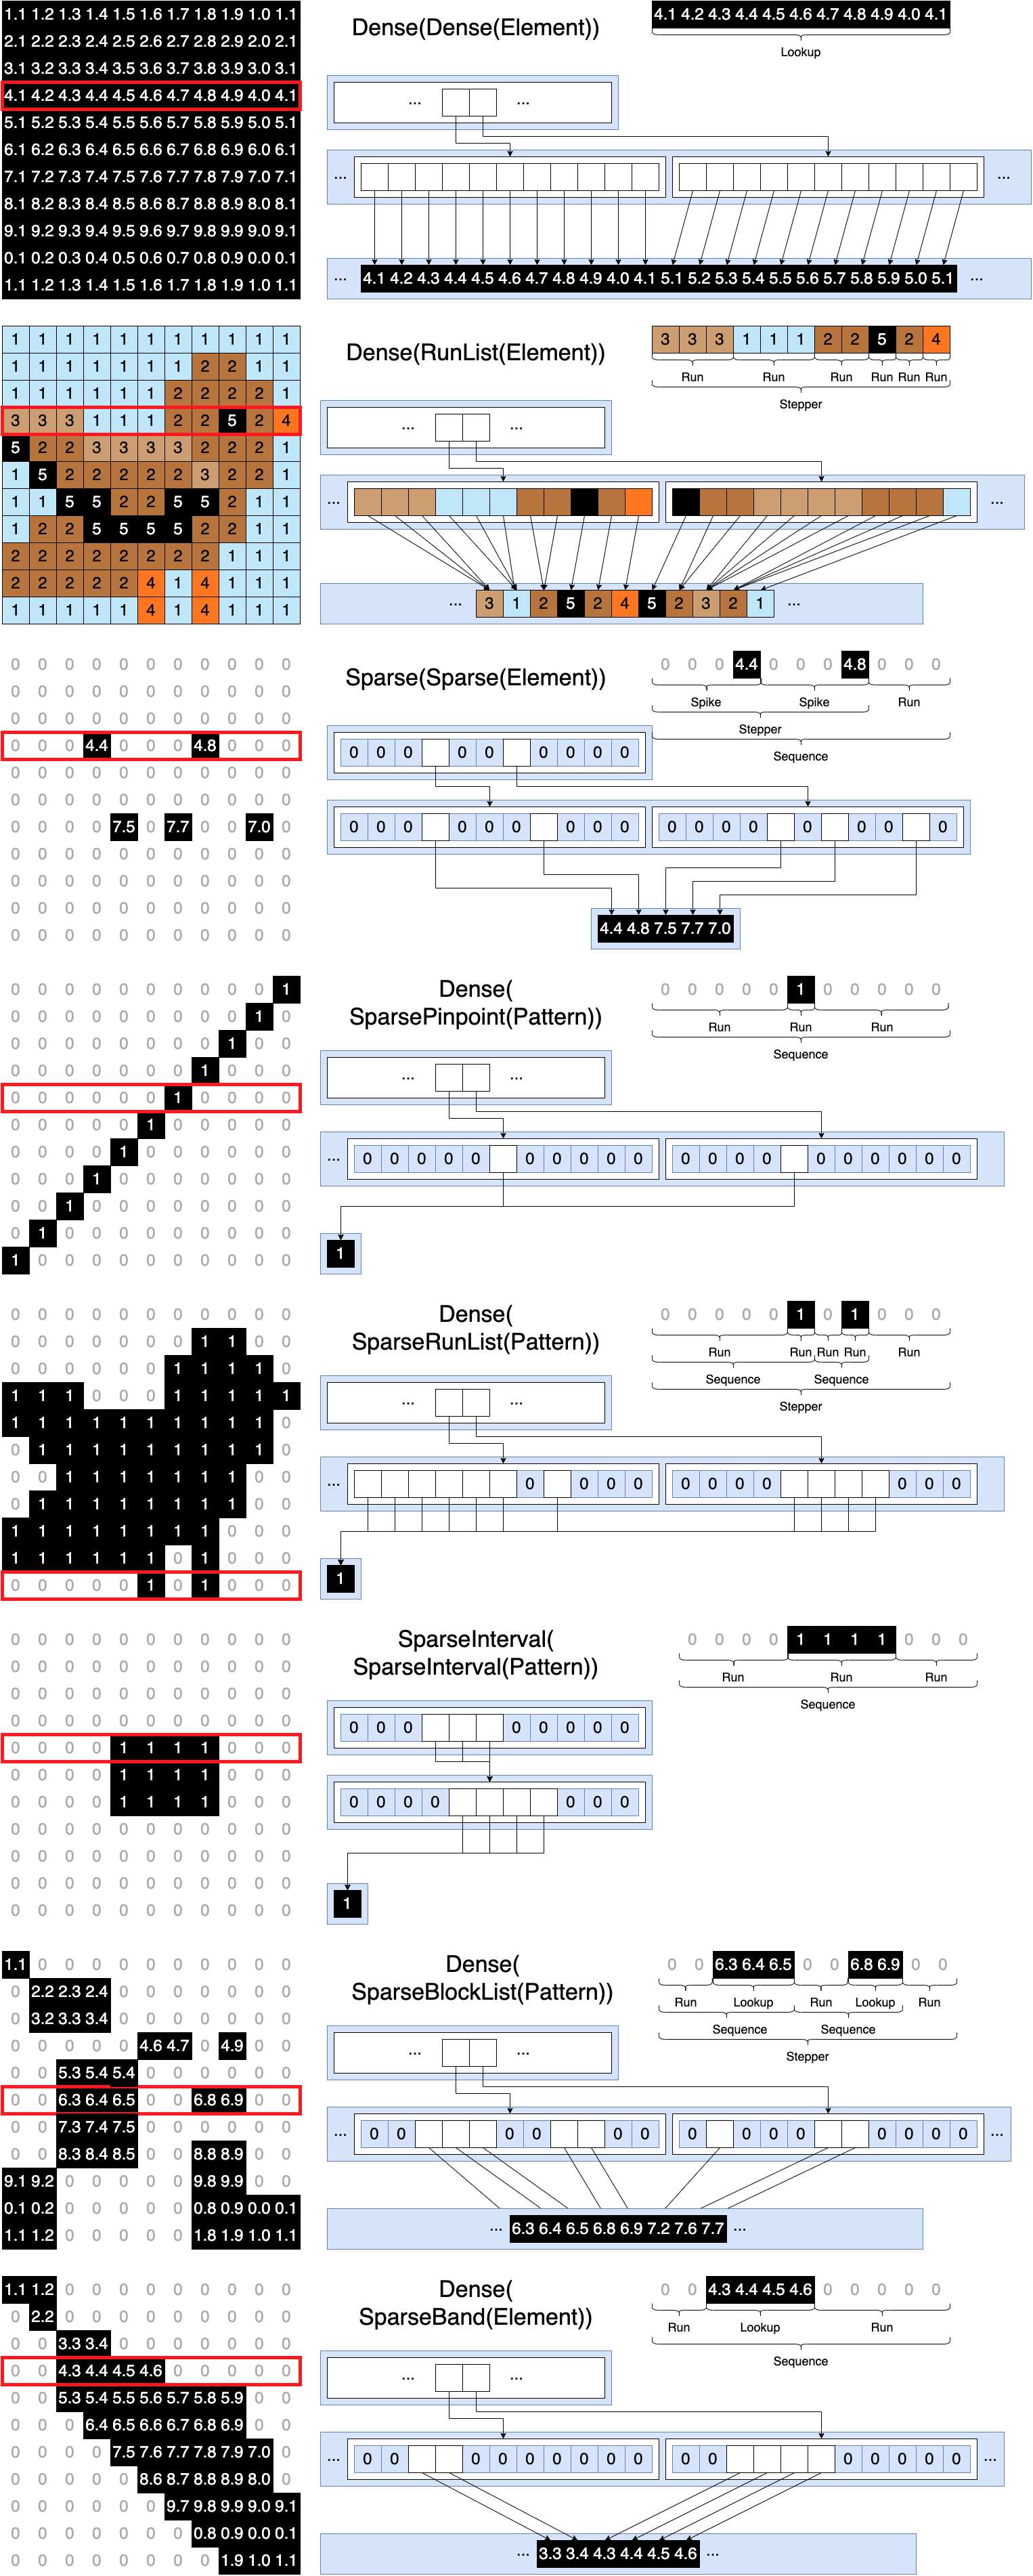 1.1 1.2 1.3 1.4 1.5 1.6 1.7 1.8 1.9 1.0 1.1
2.1 2.2 2.3 2.4 2.5 2.6 2.7 2.8 2.9 2.0 2.1
3.1 3.2 3.3 3.4 3.5 3.6 3.7 3.8 3.9 3.0 3.1
4.1 4.2 4.3 4.4 4.5 4.6 4.7 4.8 4.9 4.0 4.1
5.1 5.2 5.3 5.4 5.5 5.6 5.7 5.8 5.9 5.0 5.1
6.1 6.2 6.3 6.4 6.5 6.6 6.7 6.8 6.9 6.0 6.1
7.1 7.2 7.3 7.4 7.5 7.6 7.7 7.8 7.9 7.0 7.1
8.1 8.2 8.3 8.4 8.5 8.6 8.7 8.8 8.9 8.0 8.1
9.1 9.2 9.3 9.4 9.5 9.6 9.7 9.8 9.9 9.0 9.1
0.1 0.2 0.3 0.4 0.5 0.6 0.7 0.8 0.9 0.0 0.1
1.1 1.2 1.3 1.4 1.5 1.6 1.7 1.8 1.9 1.0 1.1
Dense(Dense(Element))
4.1 4.2 4.3 4.4 4.5 4.6 4.7 4.8 4.9 4.0 4.1
Lookup
... ...
... ...
... 4.1 4.2 4.3 4.4 4.5 4.6 4.7 4.8 4.9 4.0 4.1 5.1 5.2 5.3 5.4 5.5 5.6 5.7 5.8 5.9 5.0 5.1 ...
1 1 1 1 1 1 1 1 1 1 1
1 1 1 1 1 1 1 2 2 1 1
1 1 1 1 1 1 2 2 2 2 1
3 3 3 1 1 1 2 2 5 2 4
5 2 2 3 3 3 3 2 2 2 1
1 5 2 2 2 2 2 3 2 2 1
1 1 5 5 2 2 5 5 2 1 1
1 2 2 5 5 5 5 2 2 1 1
2 2 2 2 2 2 2 2 1 1 1
2 2 2 2 2 4 1 4 1 1 1
1 1 1 1 1 4 1 4 1 1 1
Dense(RunList(Element))
3 3 3 1 1 1 2 2 5 2 4
Run Run Run Run Run Run
Stepper
... ...
... ...
... 3 1 2 5 2 4 5 2 3 2 1 ...
0 0 0 0 0 0 0 0 0 0 0
0 0 0 0 0 0 0 0 0 0 0
0 0 0 0 0 0 0 0 0 0 0
0 0 0 4.4 0 0 0 4.8 0 0 0
0 0 0 0 0 0 0 0 0 0 0
0 0 0 0 0 0 0 0 0 0 0
0 0 0 0 7.5 0 7.7 0 0 7.0 0
0 0 0 0 0 0 0 0 0 0 0
0 0 0 0 0 0 0 0 0 0 0
0 0 0 0 0 0 0 0 0 0 0
0 0 0 0 0 0 0 0 0 0 0
Sparse(Sparse(Element))
0 0 0 4.4 0 0 0 4.8 0 0 0
Spike Spike Run
Stepper
Sequence
0 0 0 0 0 0 0 0 0
0 0 0 0 0 0 0 0 0 0 0 0 0 0 0 0 0
4.4 4.8 7.5 7.7 7.0
0 0 0 0 0 0 0 0 0 0 1
0 0 0 0 0 0 0 0 0 1 0
0 0 0 0 0 0 0 0 1 0 0
0 0 0 0 0 0 0 1 0 0 0
0 0 0 0 0 0 1 0 0 0 0
0 0 0 0 0 1 0 0 0 0 0
0 0 0 0 1 0 0 0 0 0 0
0 0 0 1 0 0 0 0 0 0 0
0 0 1 0 0 0 0 0 0 0 0
0 1 0 0 0 0 0 0 0 0 0
1 0 0 0 0 0 0 0 0 0 0
Dense(
SparsePinpoint(Pattern))
0 0 0 0 0 1 0 0 0 0 0
Run Run Run
Sequence
... ...
... 0 0 0 0 0 0 0 0 0 0 0 0 0 0 0 0 0 0 0 0
1
0 0 0 0 0 0 0 0 0 0 0
0 0 0 0 0 0 0 1 1 0 0
0 0 0 0 0 0 1 1 1 1 0
1 1 1 0 0 0 1 1 1 1 1
1 1 1 1 1 1 1 1 1 1 0
0 1 1 1 1 1 1 1 1 1 0
0 0 1 1 1 1 1 1 1 0 0
0 1 1 1 1 1 1 1 1 0 0
1 1 1 1 1 1 1 1 0 0 0
1 1 1 1 1 1 0 1 0 0 0
0 0 0 0 0 1 0 1 0 0 0
Dense(
SparseRunList(Pattern))
0 0 0 0 0 1 0 1 0 0 0
Run Run Run Run Run
Sequence Sequence
Stepper
... ...
... 0 0 0 0 0 0 0 0 0 0 0
1
0 0 0 0 0 0 0 0 0 0 0
0 0 0 0 0 0 0 0 0 0 0
0 0 0 0 0 0 0 0 0 0 0
0 0 0 0 0 0 0 0 0 0 0
0 0 0 0 1 1 1 1 0 0 0
0 0 0 0 1 1 1 1 0 0 0
0 0 0 0 1 1 1 1 0 0 0
0 0 0 0 0 0 0 0 0 0 0
0 0 0 0 0 0 0 0 0 0 0
0 0 0 0 0 0 0 0 0 0 0
0 0 0 0 0 0 0 0 0 0 0
SparseInterval(
SparseInterval(Pattern))
0 0 0 0 1 1 1 1 0 0 0
Run Run Run
Sequence
0 0 0 0 0 0 0 0
0 0 0 0 0 0 0
1
1.1 0 0 0 0 0 0 0 0 0 0
0 2.2 2.3 2.4 0 0 0 0 0 0 0
0 3.2 3.3 3.4 0 0 0 0 0 0 0
0 0 0 0 0 4.6 4.7 0 4.9 0 0
0 0 5.3 5.4 5.4 0 0 0 0 0 0
0 0 6.3 6.4 6.5 0 0 6.8 6.9 0 0
0 0 7.3 7.4 7.5 0 0 0 0 0 0
0 0 8.3 8.4 8.5 0 0 8.8 8.9 0 0
9.1 9.2 0 0 0 0 0 9.8 9.9 0 0
0.1 0.2 0 0 0 0 0 0.8 0.9 0.0 0.1
1.1 1.2 0 0 0 0 0 1.8 1.9 1.0 1.1
Dense(
SparseBlockList(Pattern))
0 0 6.3 6.4 6.5 0 0 6.8 6.9 0 0
Run Lookup Run Lookup Run
Sequence Sequence
Stepper
... ...
... 0 0 0 0 0 0 0 0 0 0 0 0 0 0 ...
... 6.3 6.4 6.5 6.8 6.9 7.2 7.6 7.7 ...
1.1 1.2 0 0 0 0 0 0 0 0 0
0 2.2 0 0 0 0 0 0 0 0 0
0 0 3.3 3.4 0 0 0 0 0 0 0
0 0 4.3 4.4 4.5 4.6 0 0 0 0 0
0 0 5.3 5.4 5.5 5.6 5.7 5.8 5.9 0 0
0 0 0 6.4 6.5 6.6 6.7 6.8 6.9 0 0
0 0 0 0 7.5 7.6 7.7 7.8 7.9 7.0 0
0 0 0 0 0 8.6 8.7 8.8 8.9 8.0 0
0 0 0 0 0 0 9.7 9.8 9.9 9.0 9.1
0 0 0 0 0 0 0 0.8 0.9 0.0 0.1
0 0 0 0 0 0 0 0 1.9 1.0 1.1
Dense(
SparseBand(Element))
0 0 4.3 4.4 4.5 4.6 0 0 0 0 0
Run Lookup Run
Sequence
... ...
... 0 0 0 0 0 0 0 0 0 0 0 0 0 0 0 0 ...
... 3.3 3.4 4.3 4.4 4.5 4.6 ...